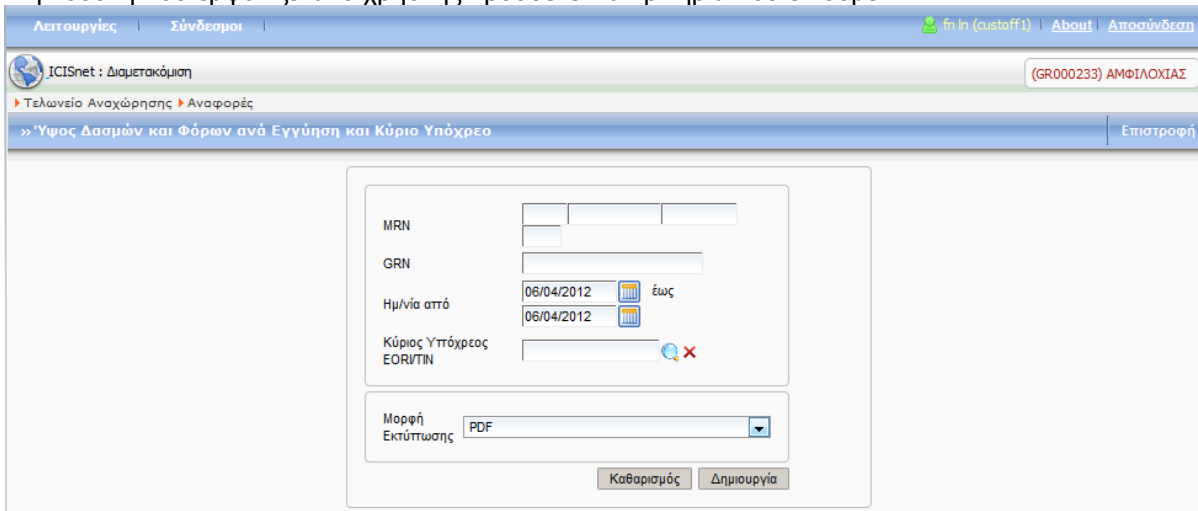 Λειτουργίες | Σύνδεσμοι | fn ln (custoff1) | About | Αποσύνδεση
ICISnet : Διαμετακόμιση (GR000233) ΑΜΦΙΛΟΧΙΑΣ
Τελωνείο Αναχώρησης Αναφορές
»Ύψος Δασμών και Φόρων ανά Εγγύηση και Κύριο Υπόχρεο Επιστροφή
MRN
GRN
Ημ/νία από 06/04/2012 έως
06/04/2012
Κύριος Υπόχρεος
EORI/TIN
Μορφή
Εκτύπωσης PDF
Καθαρισμός Δημιουργία